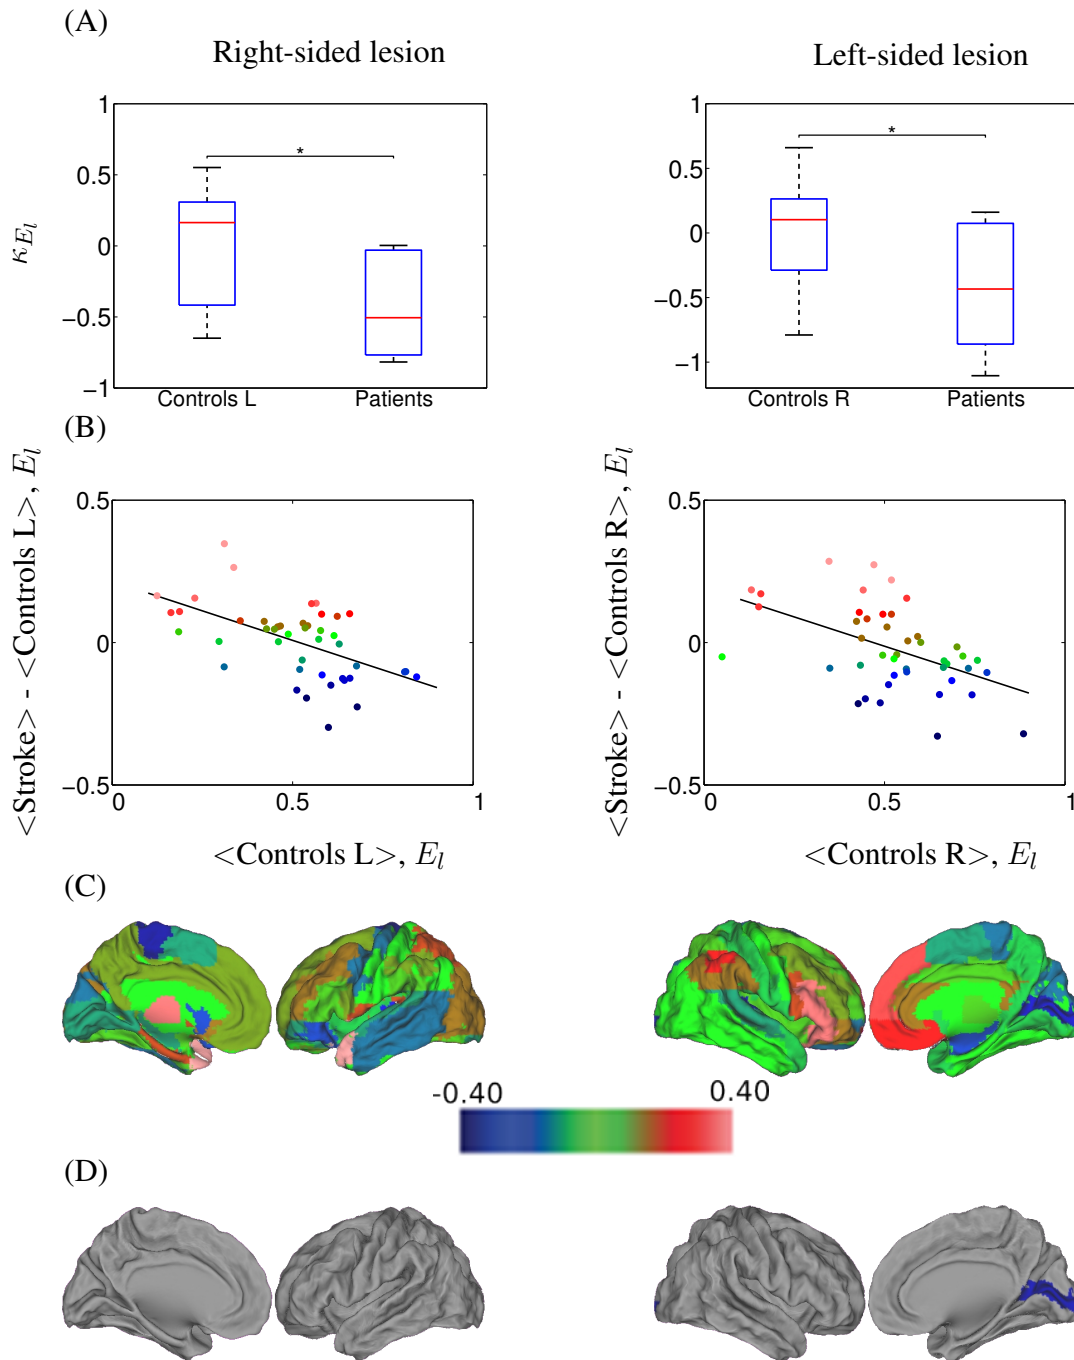 (A)
Right-sided lesion
Left-sided lesion
1
0.5
0
−0.5
−1
κ_{E_l}
*
Controls L
Patients
1
0.5
0
−0.5
−1
*
Controls R
Patients
(B)
<Stroke> - <Controls L>, E_l
0.5
0
−0.5
0
0.5
1
<Controls L>, E_l
<Stroke> - <Controls R>, E_l
0.5
0
−0.5
0
0.5
1
<Controls R>, E_l
(C)
-0.40
0.40
(D)